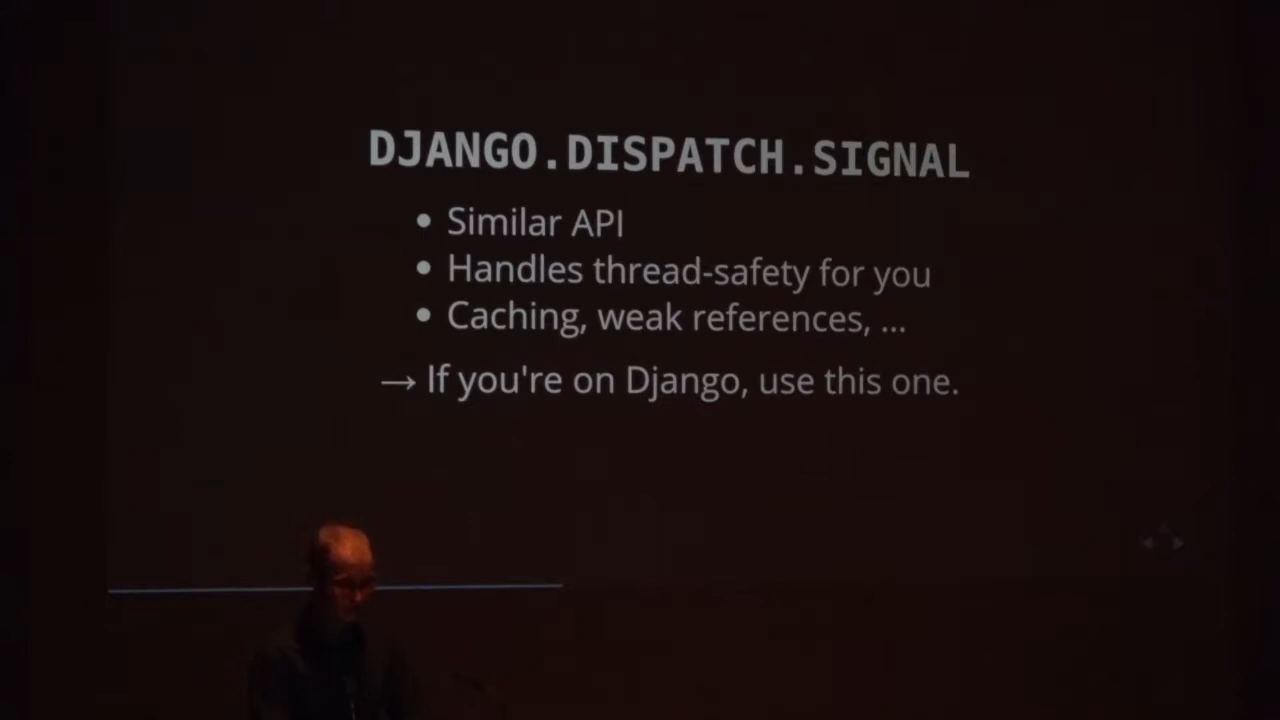 DJANGO.DISPATCH.SIGNAL
• Similar API
• Handles thread-safety for you
• Caching, weak references, ...
→ If you're on Django, use this one.